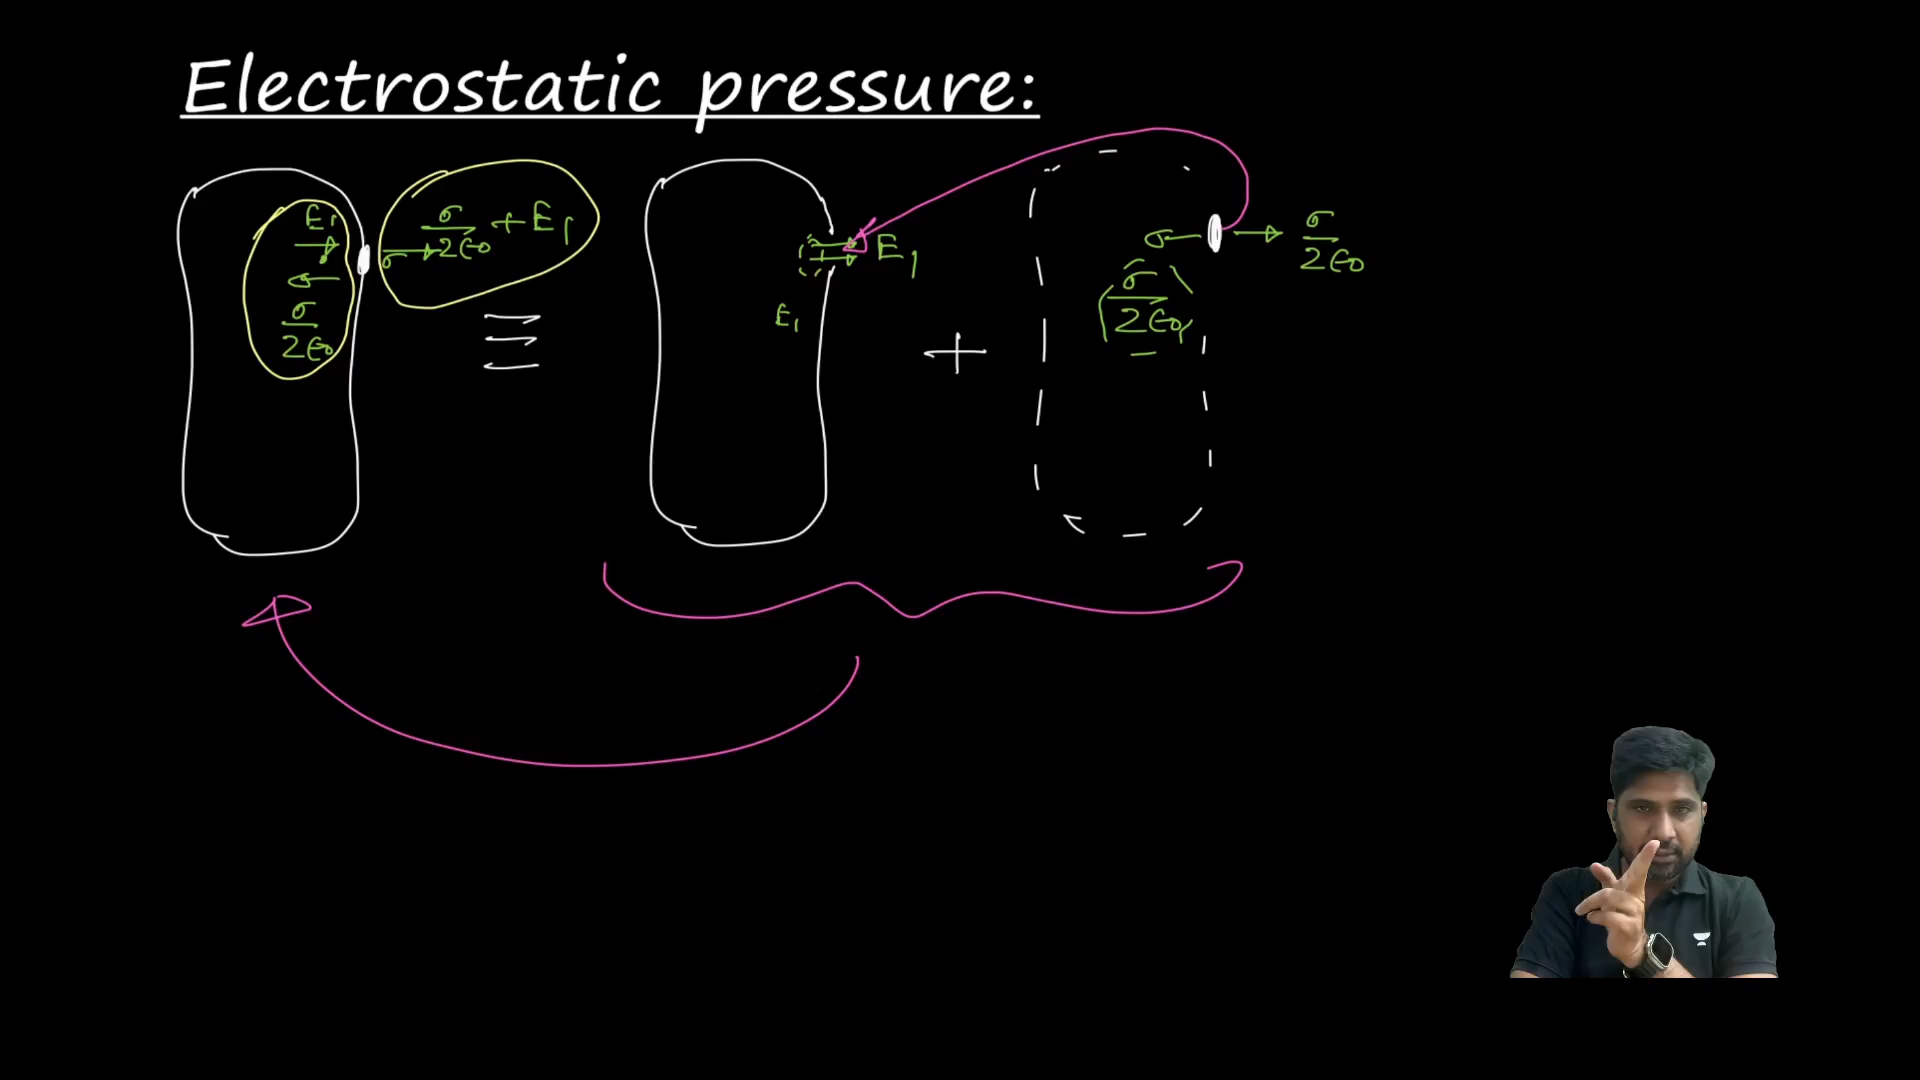 Electrostatic pressure:
E₁
σ/2ε₀
σ/2ε₀ + E₁
≡
E₁
E₁
+
σ/2ε₀
σ/2ε₀